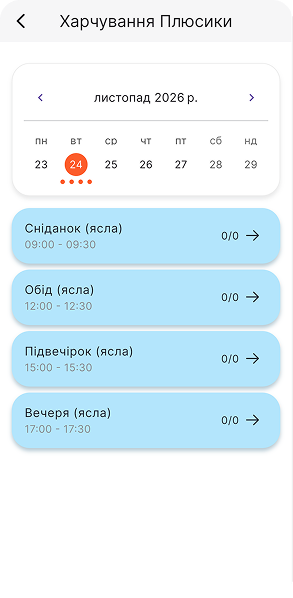 Харчування Плюсики
листопад 2026 р.
пн вт ср чт пт сб нд
23 24 25 26 27 28 29
Сніданок (ясла)
09:00 - 09:30
0/0
Обід (ясла)
12:00 - 12:30
0/0
Підвечірок (ясла)
15:00 - 15:30
0/0
Вечеря (ясла)
17:00 - 17:30
0/0